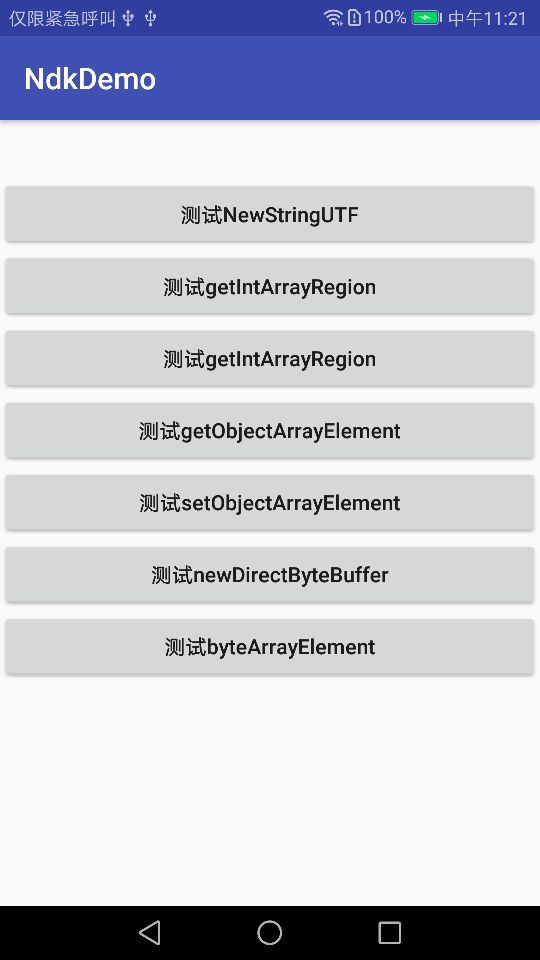 仅限紧急呼叫 100% 中午11:21
NdkDemo
测试NewStringUTF
测试getIntArrayRegion
测试getIntArrayRegion
测试getObjectArrayElement
测试setObjectArrayElement
测试newDirectByteBuffer
测试byteArrayElement